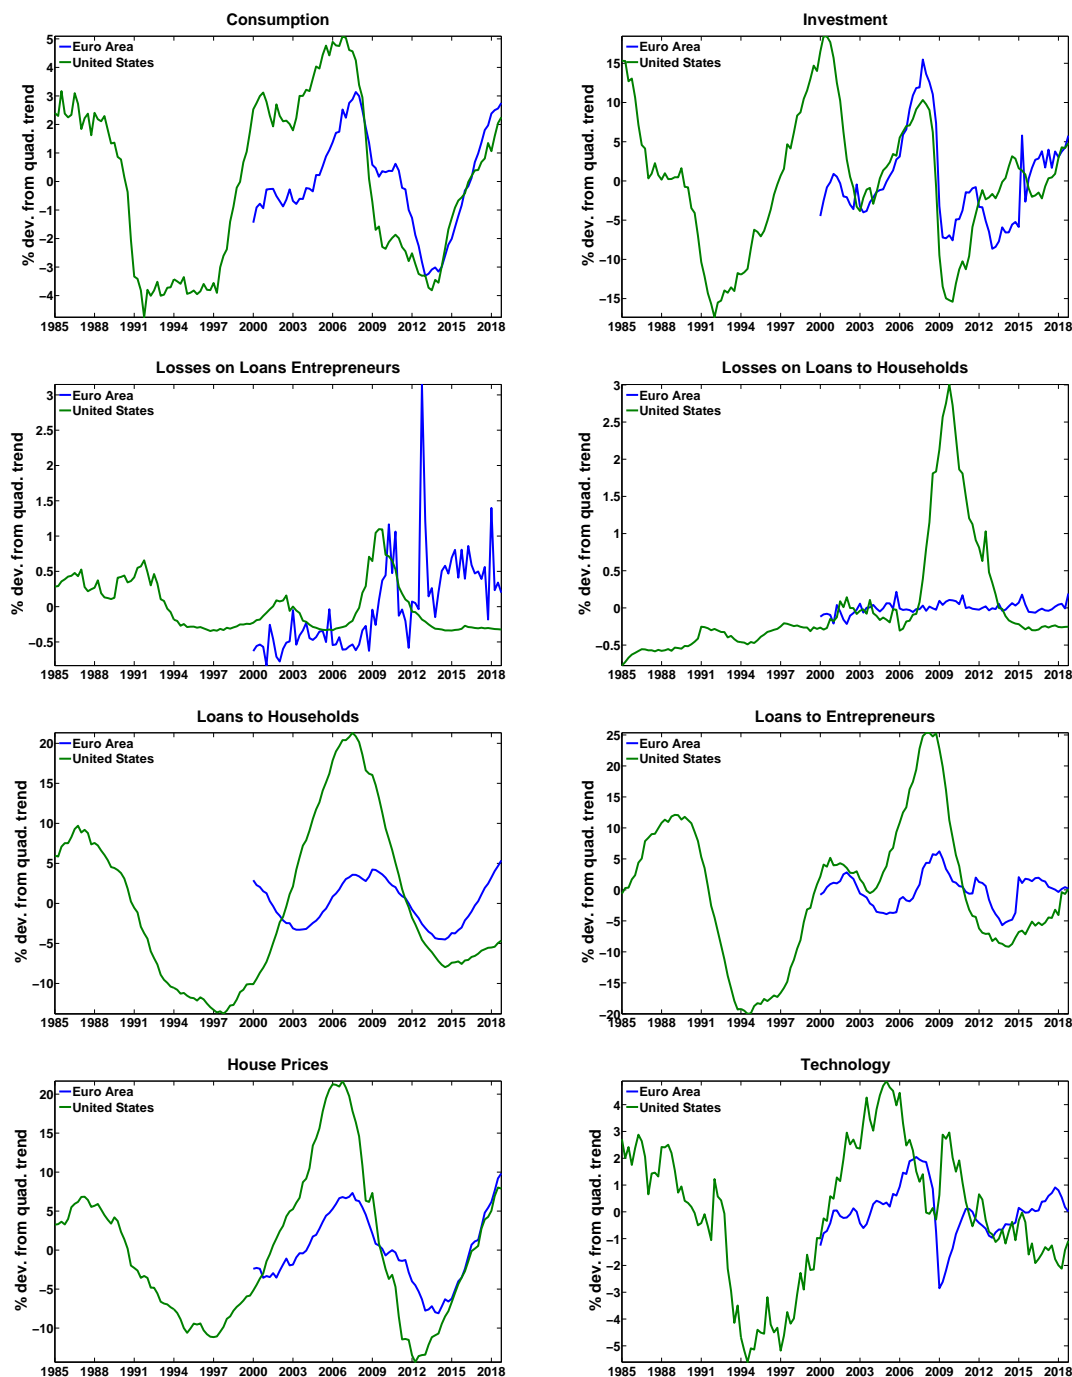 Consumption
% dev. from quad. trend
Euro Area
United States
5
4
3
2
1
0
−1
−2
−3
−4
1985 1988 1991 1994 1997 2000 2003 2006 2009 2012 2015 2018
Investment
% dev. from quad. trend
Euro Area
United States
15
10
5
0
−5
−10
−15
1985 1988 1991 1994 1997 2000 2003 2006 2009 2012 2015 2018
Losses on Loans Entrepreneurs
% dev. from quad. trend
Euro Area
United States
3
2.5
2
1.5
1
0.5
0
−0.5
1985 1988 1991 1994 1997 2000 2003 2006 2009 2012 2015 2018
Losses on Loans to Households
% dev. from quad. trend
Euro Area
United States
3
2.5
2
1.5
1
0.5
0
−0.5
1985 1988 1991 1994 1997 2000 2003 2006 2009 2012 2015 2018
Loans to Households
% dev. from quad. trend
Euro Area
United States
20
15
10
5
0
−5
−10
1985 1988 1991 1994 1997 2000 2003 2006 2009 2012 2015 2018
Loans to Entrepreneurs
% dev. from quad. trend
Euro Area
United States
25
20
15
10
5
0
−5
−10
−15
−20
1985 1988 1991 1994 1997 2000 2003 2006 2009 2012 2015 2018
House Prices
% dev. from quad. trend
Euro Area
United States
20
15
10
5
0
−5
−10
1985 1988 1991 1994 1997 2000 2003 2006 2009 2012 2015 2018
Technology
% dev. from quad. trend
Euro Area
United States
4
3
2
1
0
−1
−2
−3
−4
−5
1985 1988 1991 1994 1997 2000 2003 2006 2009 2012 2015 2018